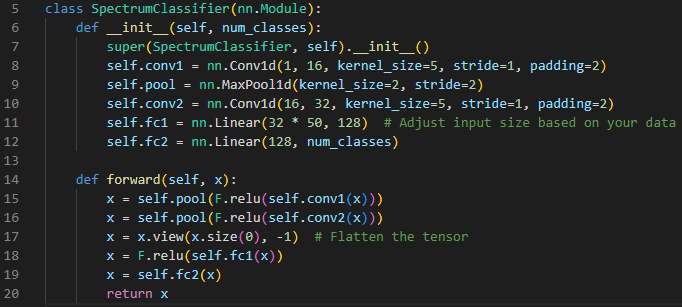 5 class SpectrumClassifier(nn.Module):
6     def __init__(self, num_classes):
7         super(SpectrumClassifier, self).__init__()
8         self.conv1 = nn.Conv1d(1, 16, kernel_size=5, stride=1, padding=2)
9         self.pool = nn.MaxPool1d(kernel_size=2, stride=2)
10         self.conv2 = nn.Conv1d(16, 32, kernel_size=5, stride=1, padding=2)
11         self.fc1 = nn.Linear(32 * 50, 128)  # Adjust input size based on your data
12         self.fc2 = nn.Linear(128, num_classes)
13
14     def forward(self, x):
15         x = self.pool(F.relu(self.conv1(x)))
16         x = self.pool(F.relu(self.conv2(x)))
17         x = x.view(x.size(0), -1)  # Flatten the tensor
18         x = F.relu(self.fc1(x))
19         x = self.fc2(x)
20         return x